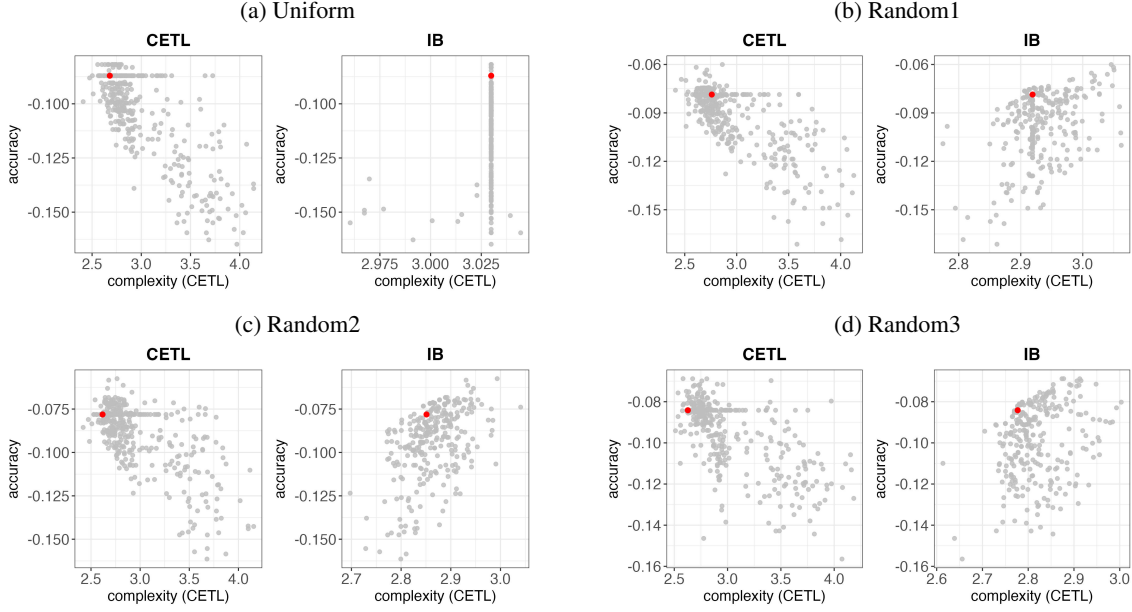 (a) Uniform
CETL
IB
accuracy
-0.100
-0.125
-0.150
2.5 3.0 3.5 4.0
complexity (CETL)
accuracy
-0.100
-0.125
-0.150
2.975 3.000 3.025
complexity (CETL)
(b) Random1
CETL
IB
accuracy
-0.06
-0.09
-0.12
-0.15
2.5 3.0 3.5 4.0
complexity (CETL)
accuracy
-0.06
-0.09
-0.12
-0.15
2.8 2.9 3.0
complexity (CETL)
(c) Random2
CETL
IB
accuracy
-0.075
-0.100
-0.125
-0.150
2.5 3.0 3.5 4.0
complexity (CETL)
accuracy
-0.075
-0.100
-0.125
-0.150
2.7 2.8 2.9 3.0
complexity (CETL)
(d) Random3
CETL
IB
accuracy
-0.08
-0.10
-0.12
-0.14
-0.16
2.5 3.0 3.5 4.0
complexity (CETL)
accuracy
-0.08
-0.10
-0.12
-0.14
-0.16
2.6 2.7 2.8 2.9 3.0
complexity (CETL)